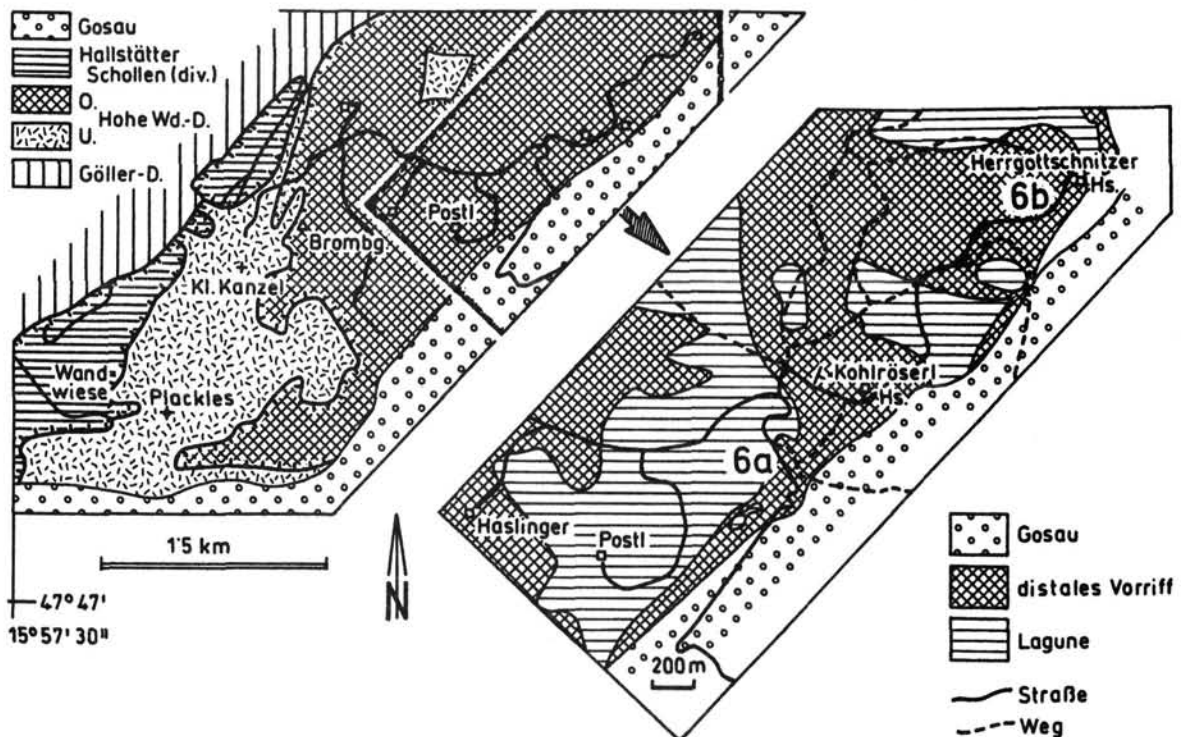 Gosau
Hallstätter
Schollen (div.)
O.
Hohe Wd.-D.
U.
Göller-D.
Postl
Brombg.
Kl. Kanzel
Wand-
wiese
Plackles
1·5 km
N
47° 47'
15° 57' 30"
Herrgottschnitzer
Hs.
6b
Kohlröserl
Hs.
6a
Haslinger
Postl
200 m
Gosau
distales Vorriff
Lagune
Straße
Weg